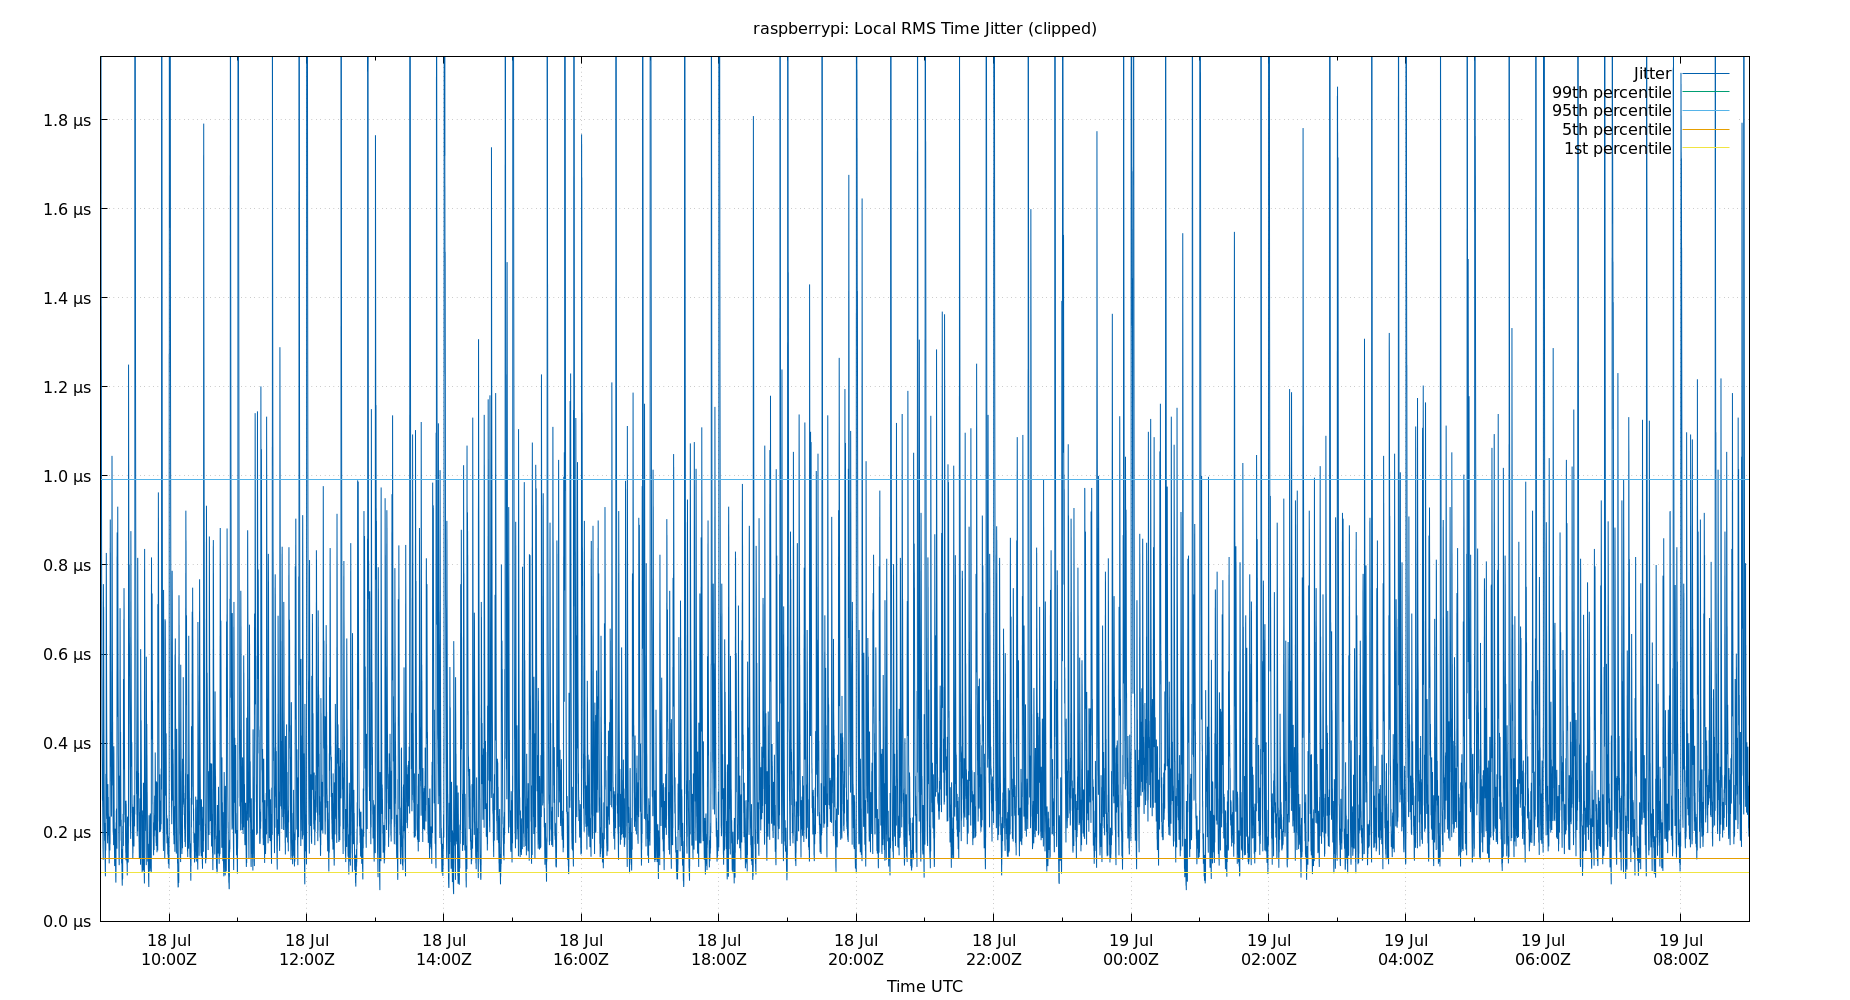 raspberrypi: Local RMS Time Jitter (clipped)
Jitter
99th percentile
95th percentile
5th percentile
1st percentile
1.8 µs
1.6 µs
1.4 µs
1.2 µs
1.0 µs
0.8 µs
0.6 µs
0.4 µs
0.2 µs
0.0 µs
18 Jul 18 Jul 18 Jul 18 Jul 18 Jul 18 Jul 18 Jul 19 Jul 19 Jul 19 Jul 19 Jul 19 Jul
10:00Z 12:00Z 14:00Z 16:00Z 18:00Z 20:00Z 22:00Z 00:00Z 02:00Z 04:00Z 06:00Z 08:00Z
Time UTC